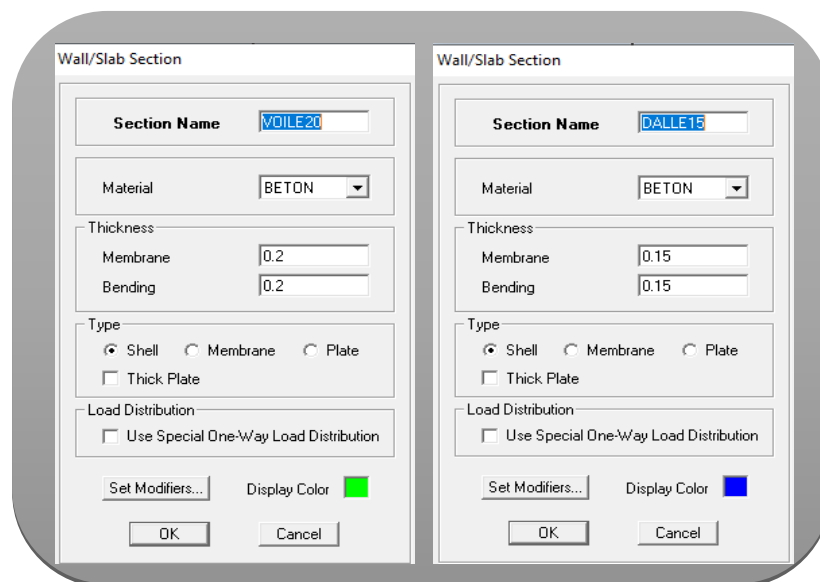 Wall/Slab Section
Section Name VOILE20
Material BETON
Thickness
Membrane 0.2
Bending 0.2
Type
Shell Membrane Plate
Thick Plate
Load Distribution
Use Special One-Way Load Distribution
Set Modifiers... Display Color
OK Cancel
Wall/Slab Section
Section Name DALLE15
Material BETON
Thickness
Membrane 0.15
Bending 0.15
Type
Shell Membrane Plate
Thick Plate
Load Distribution
Use Special One-Way Load Distribution
Set Modifiers... Display Color
OK Cancel